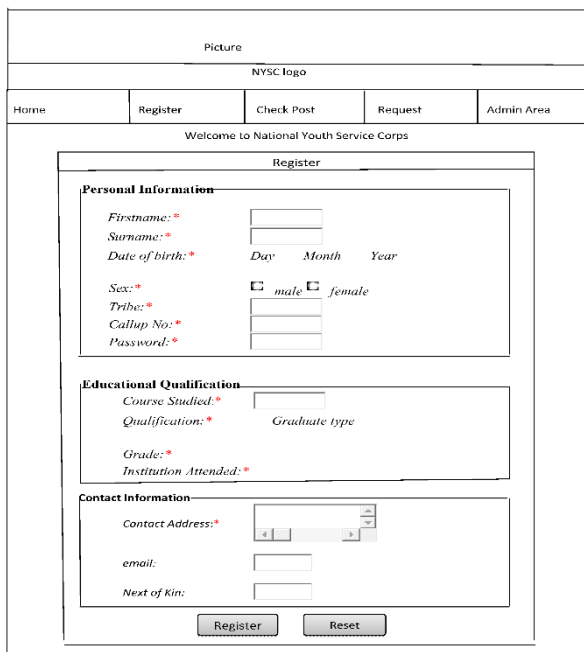 Picture
NYSC logo
Home Register Check Post Request Admin Area
Welcome to National Youth Service Corps
Register
Personal Information
Firstname:*
Surname:*
Date of birth:* Day Month Year
Sex:* male female
Tribe:*
Callup No:*
Password:*
Educational Qualification
Course Studied:*
Qualification:* Graduate type
Grade:*
Institution Attended:*
Contact Information
Contact Address:*
email:
Next of Kin:
Register Reset